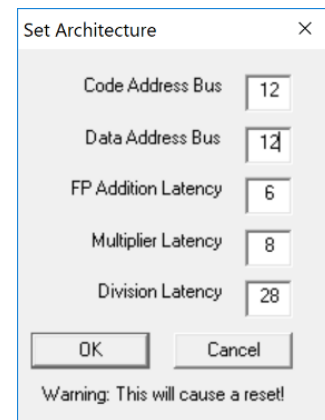 Set Architecture ×
Code Address Bus 12
Data Address Bus 12
FP Addition Latency 6
Multiplier Latency 8
Division Latency 28
OK Cancel
Warning: This will cause a reset!